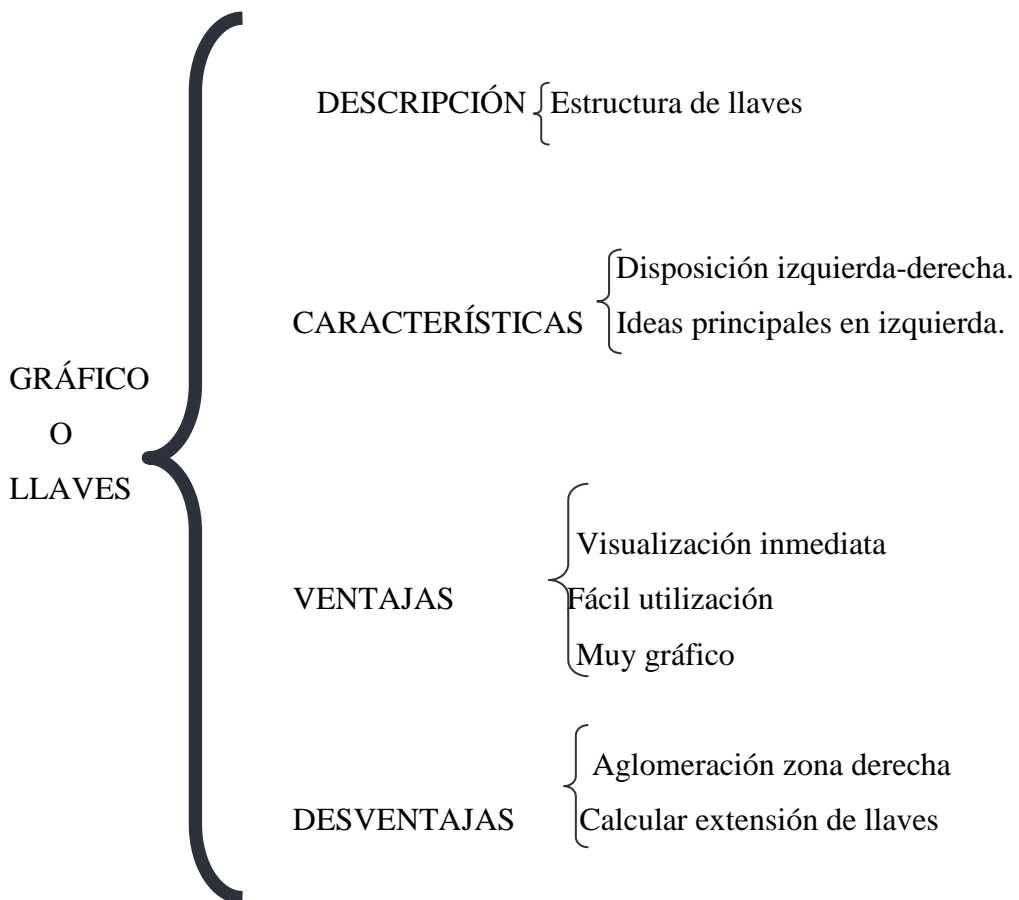 GRÁFICO
O
LLAVES
DESCRIPCIÓN
Estructura de llaves
CARACTERÍSTICAS
Disposición izquierda-derecha.
Ideas principales en izquierda.
VENTAJAS
Visualización inmediata
Fácil utilización
Muy gráfico
DESVENTAJAS
Aglomeración zona derecha
Calcular extensión de llaves